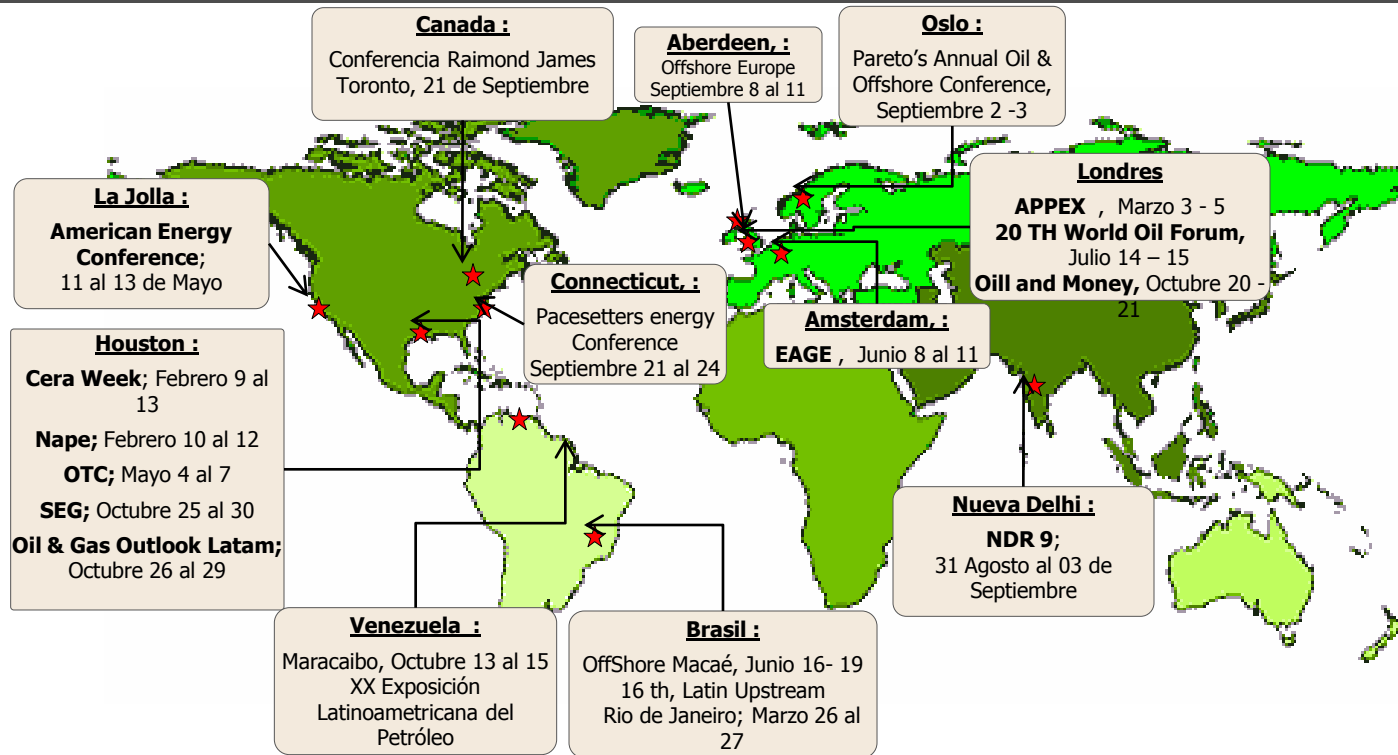 Canada :
Conferencia Raimond James
Toronto, 21 de Septiembre
Aberdeen, :
Offshore Europe
Septiembre 8 al 11
Oslo :
Pareto’s Annual Oil &
Offshore Conference,
Septiembre 2 -3
La Jolla :
American Energy
Conference;
11 al 13 de Mayo
Londres
APPEX , Marzo 3 - 5
20 TH World Oil Forum,
Julio 14 – 15
Oill and Money, Octubre 20 -
21
Connecticut, :
Pacesetters energy
Conference
Septiembre 21 al 24
Amsterdam, :
EAGE , Junio 8 al 11
Houston :
Cera Week; Febrero 9 al
13
Nape; Febrero 10 al 12
OTC; Mayo 4 al 7
SEG; Octubre 25 al 30
Oil & Gas Outlook Latam;
Octubre 26 al 29
Nueva Delhi :
NDR 9;
31 Agosto al 03 de
Septiembre
Venezuela :
Maracaibo, Octubre 13 al 15
XX Exposición
Latinoametricana del
Petróleo
Brasil :
OffShore Macaé, Junio 16- 19
16 th, Latin Upstream
Rio de Janeiro; Marzo 26 al
27